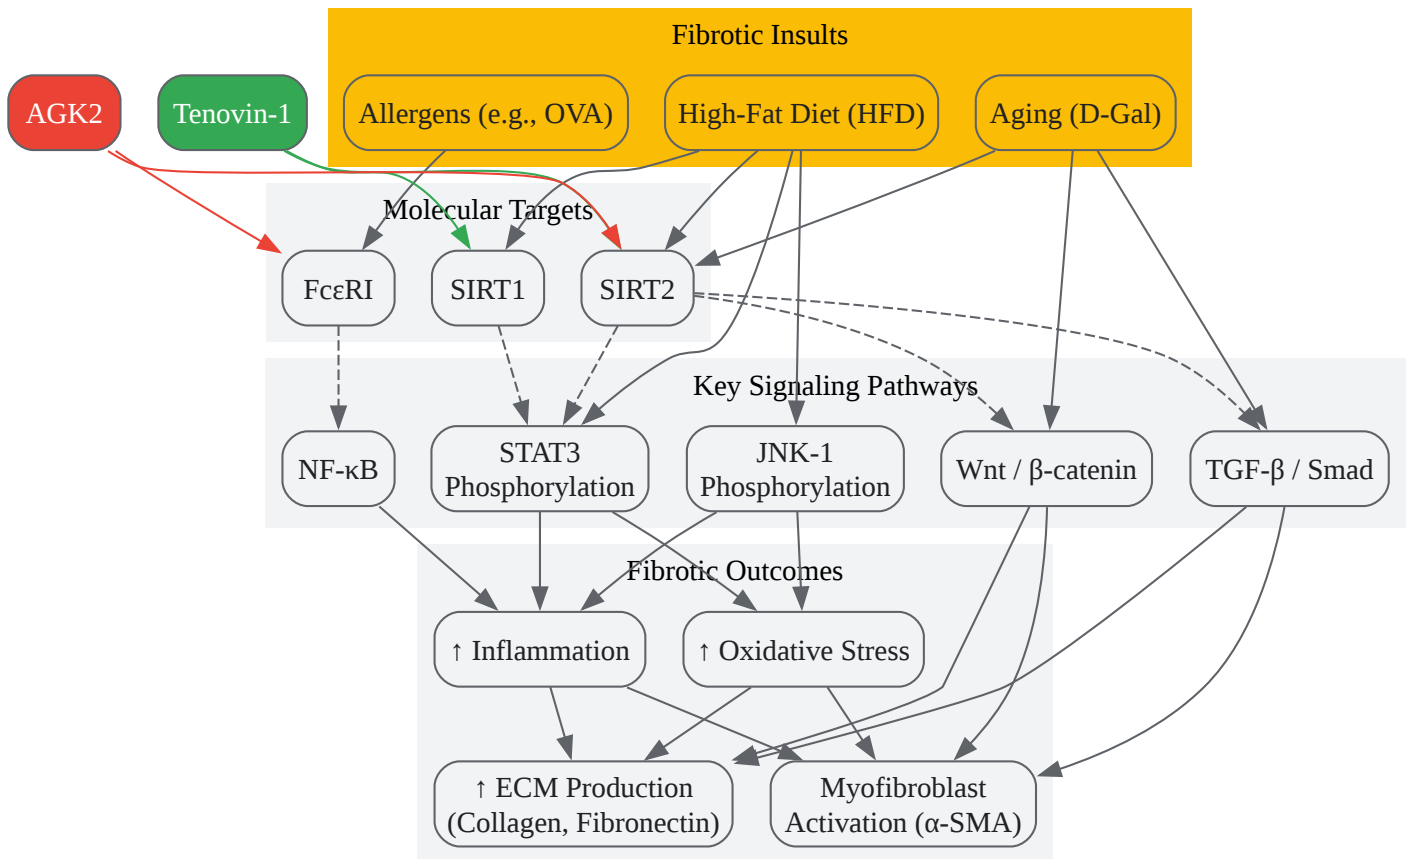 Fibrotic Insults
AGK2
Tenovin-1
Allergens (e.g., OVA)
High-Fat Diet (HFD)
Aging (D-Gal)
Molecular Targets
FcεRI
SIRT1
SIRT2
Key Signaling Pathways
NF-κB
STAT3
Phosphorylation
JNK-1
Phosphorylation
Wnt / β-catenin
TGF-β / Smad
Fibrotic Outcomes
↑ Inflammation
↑ Oxidative Stress
↑ ECM Production
(Collagen, Fibronectin)
Myofibroblast
Activation (α-SMA)